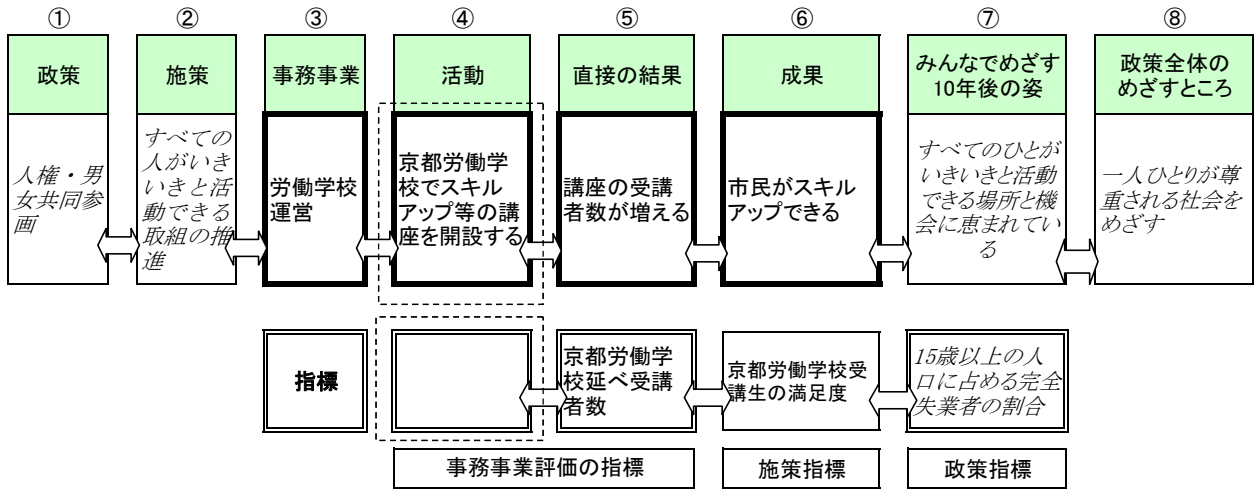 ① ② ③ ④ ⑤ ⑥ ⑦ ⑧
政策
施策
事務事業
活動
直接の結果
成果
みんなでめざす
10年後の姿
政策全体の
めざすところ
人権・男
女共同参
画
すべての
人がいき
いきと活
動できる
取組の推
進
労働学校
運営
京都労働学
校でスキル
アップ等の講
座を開設する
講座の受講
者数が増える
市民がスキル
アップできる
すべてのひとが
いきいきと活動
できる場所と機
会に恵まれてい
る
一人ひとりが尊
重される社会を
めざす
指標
京都労働学
校延べ受講
者数
京都労働学校受
講生の満足度
15歳以上の人
口に占める完全
失業者の割合
事務事業評価の指標
施策指標
政策指標